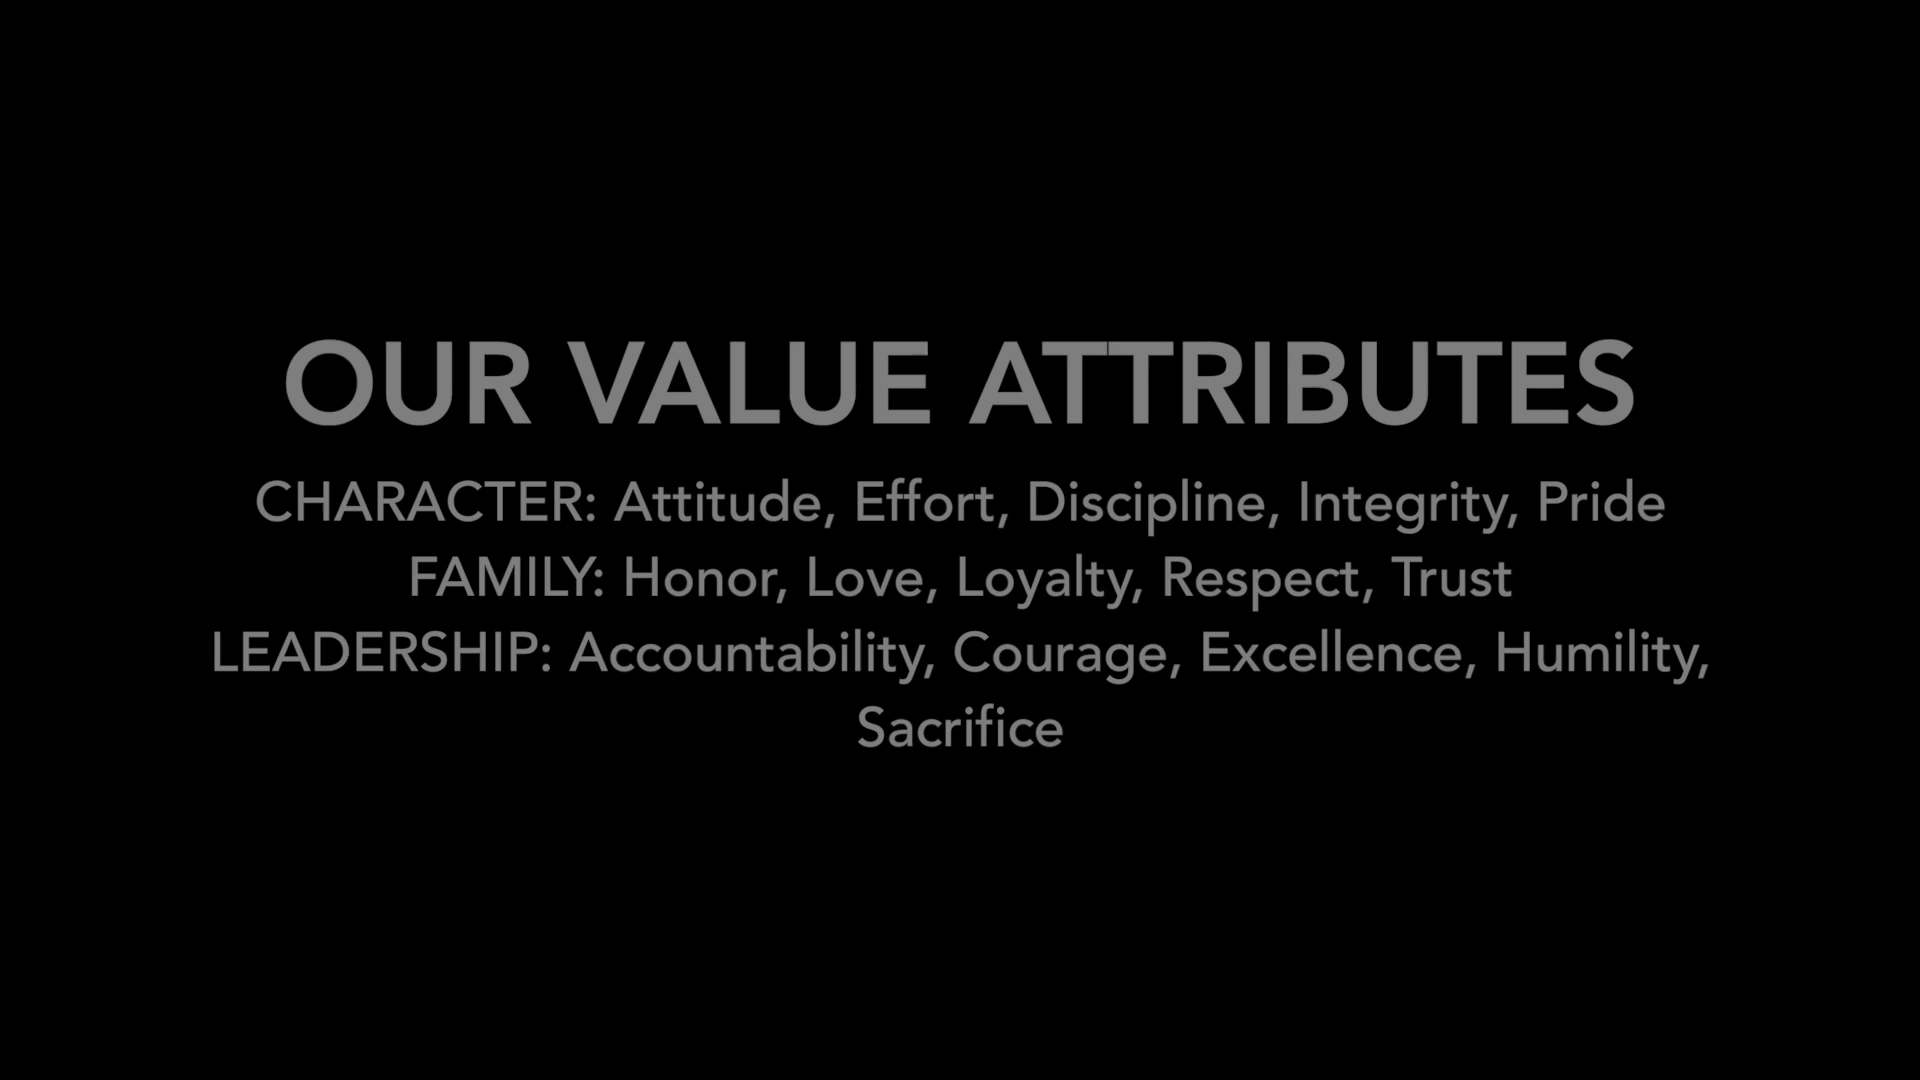 OUR VALUE ATTRIBUTES
CHARACTER: Attitude, Effort, Discipline, Integrity, Pride
FAMILY: Honor, Love, Loyalty, Respect, Trust
LEADERSHIP: Accountability, Courage, Excellence, Humility,
Sacrifice